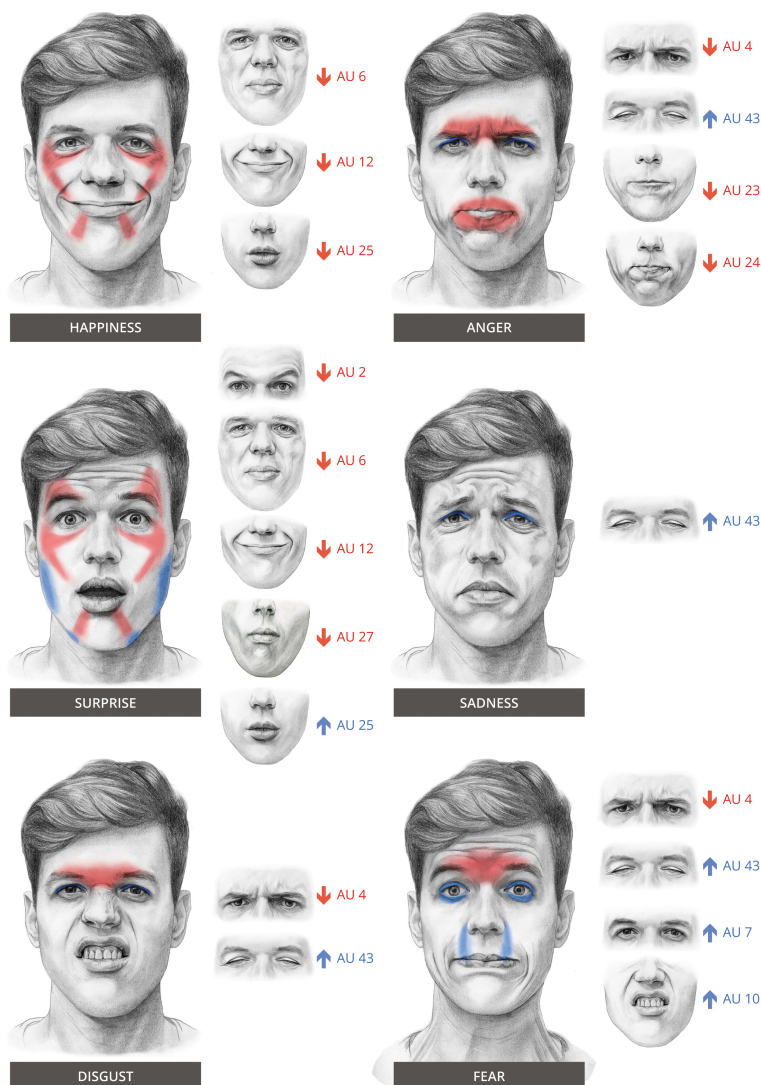 AU 6
AU 12
AU 25
HAPPINESS
AU 4
AU 43
AU 23
AU 24
ANGER
AU 2
AU 6
AU 12
AU 27
AU 25
SURPRISE
AU 43
SADNESS
AU 4
AU 43
DISGUST
AU 4
AU 43
AU 7
AU 10
FEAR